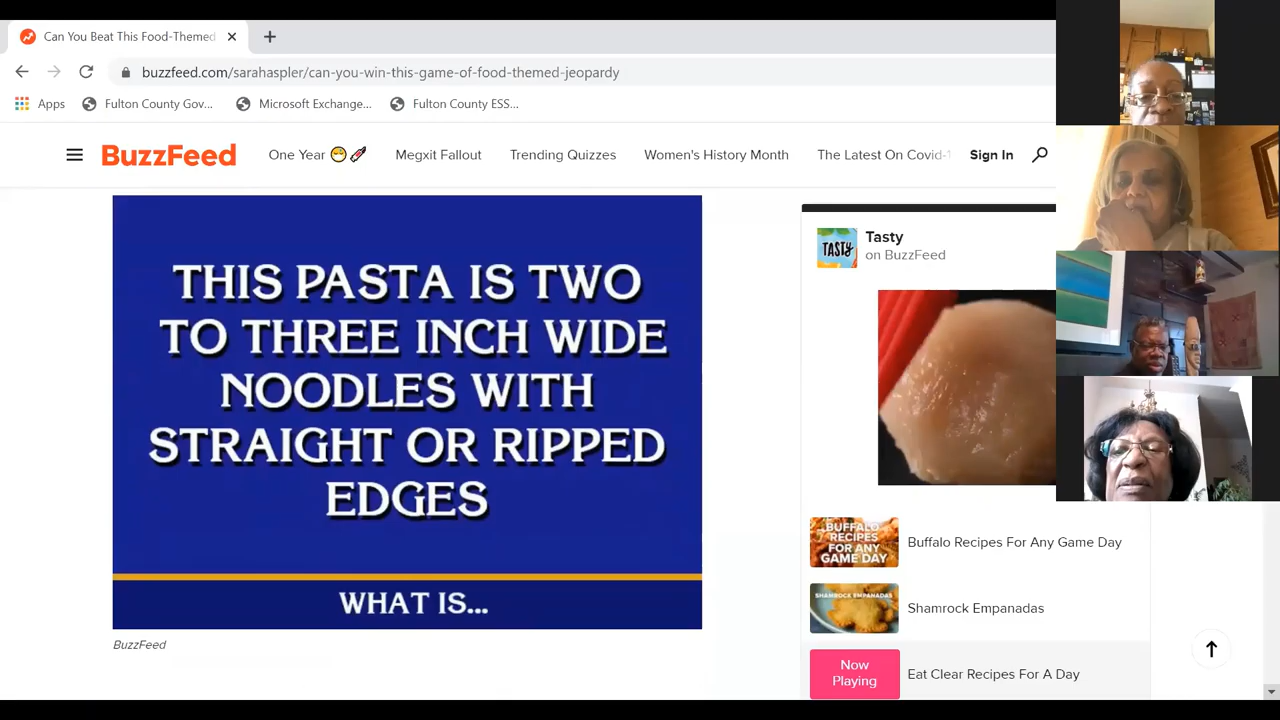 Can You Beat This Food-Themed
buzzfeed.com/sarahaspler/can-you-win-this-game-of-food-themed-jeopardy
Apps
Fulton County Gov...
Microsoft Exchange...
Fulton County ESS...
BuzzFeed
One Year
Megxit Fallout
Trending Quizzes
Women's History Month
The Latest On Covid-1
Sign In
THIS PASTA IS TWO
TO THREE INCH WIDE
NOODLES WITH
STRAIGHT OR RIPPED
EDGES
WHAT IS...
BuzzFeed
TASTY
Tasty
on BuzzFeed
BUFFALO
RECIPES
FOR ANY
GAME DAY
Buffalo Recipes For Any Game Day
SHAMROCK EMPANADAS
Shamrock Empanadas
Now
Playing
Eat Clear Recipes For A Day